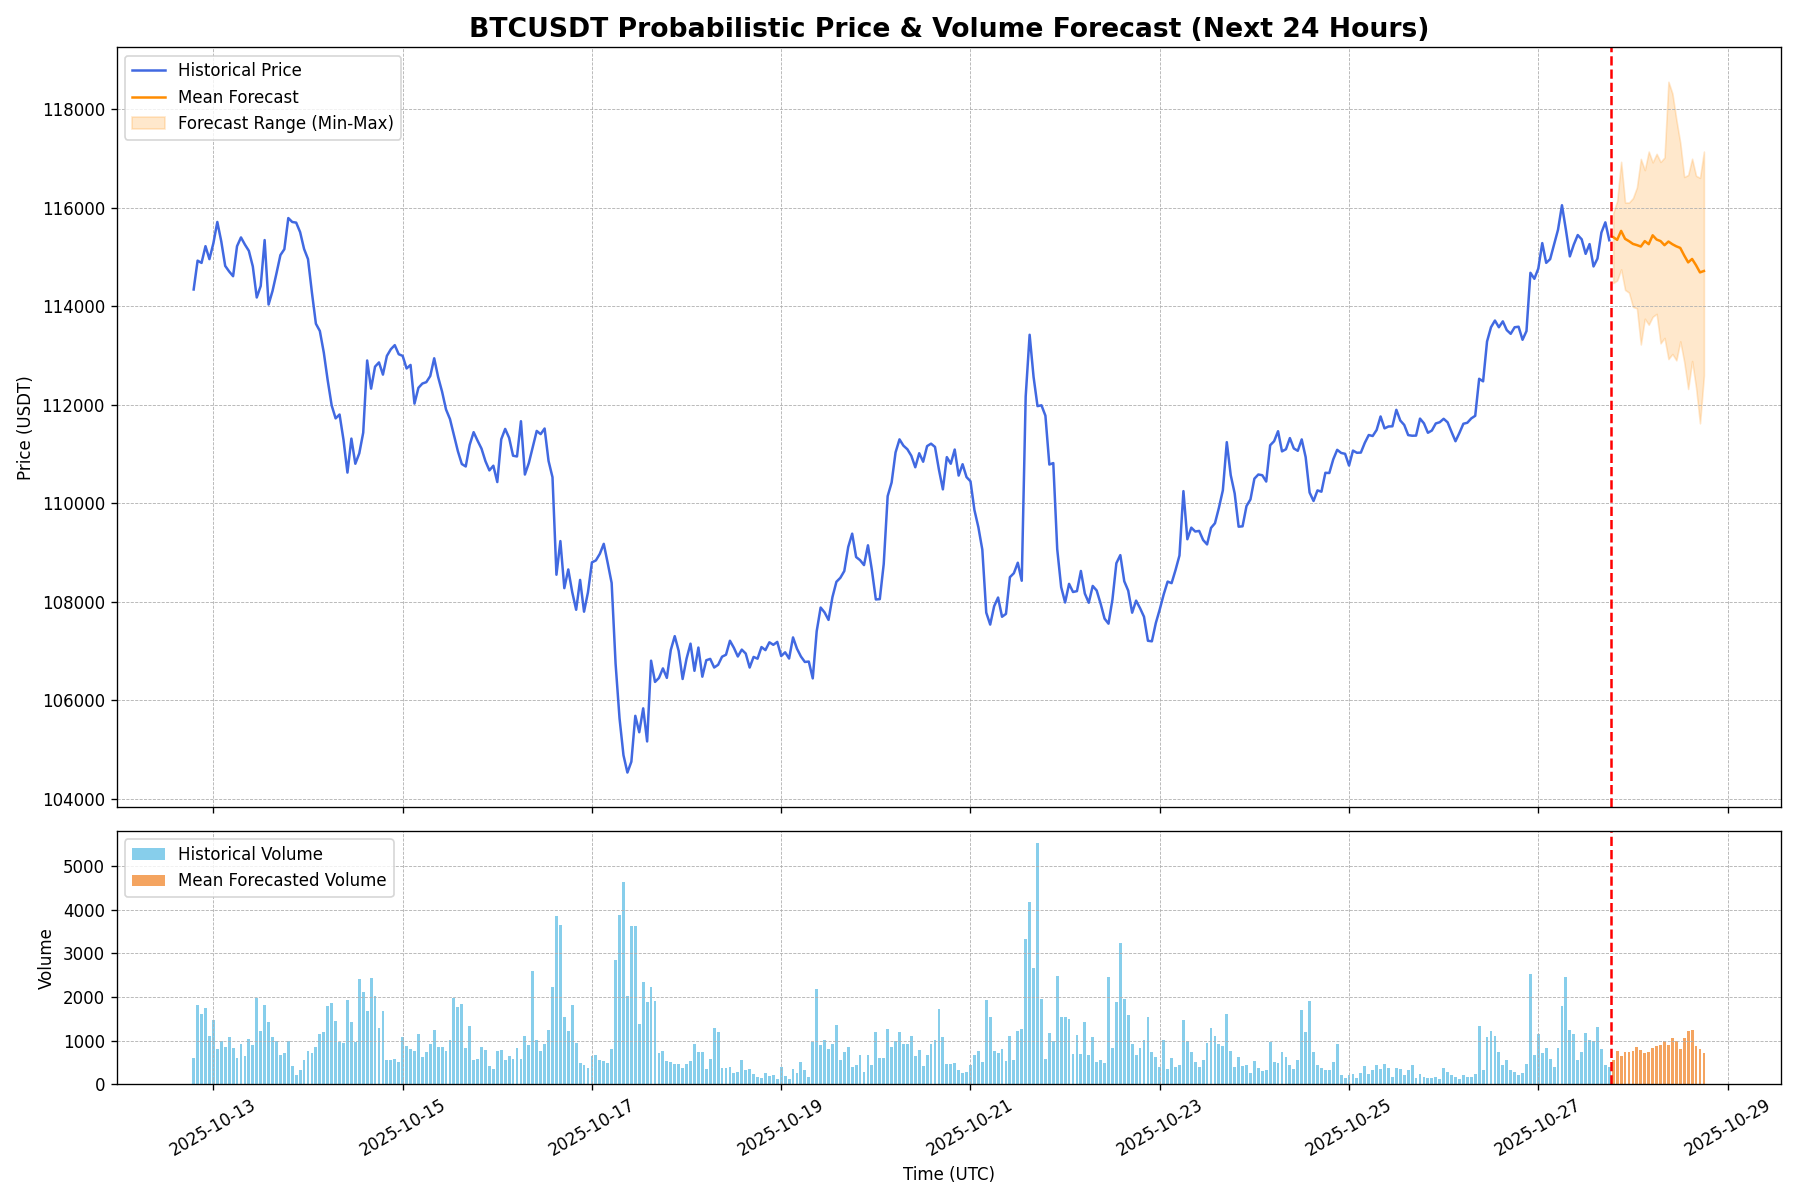 BTCUSDT Probabilistic Price & Volume Forecast (Next 24 Hours)
Historical Price
Mean Forecast
Forecast Range (Min-Max)
118000
116000
114000
112000
110000
108000
106000
104000
Price (USDT)
Historical Volume
Mean Forecasted Volume
5000
4000
3000
2000
1000
0
Volume
2025-10-13
2025-10-15
2025-10-17
2025-10-19
2025-10-21
2025-10-23
2025-10-25
2025-10-27
2025-10-29
Time (UTC)